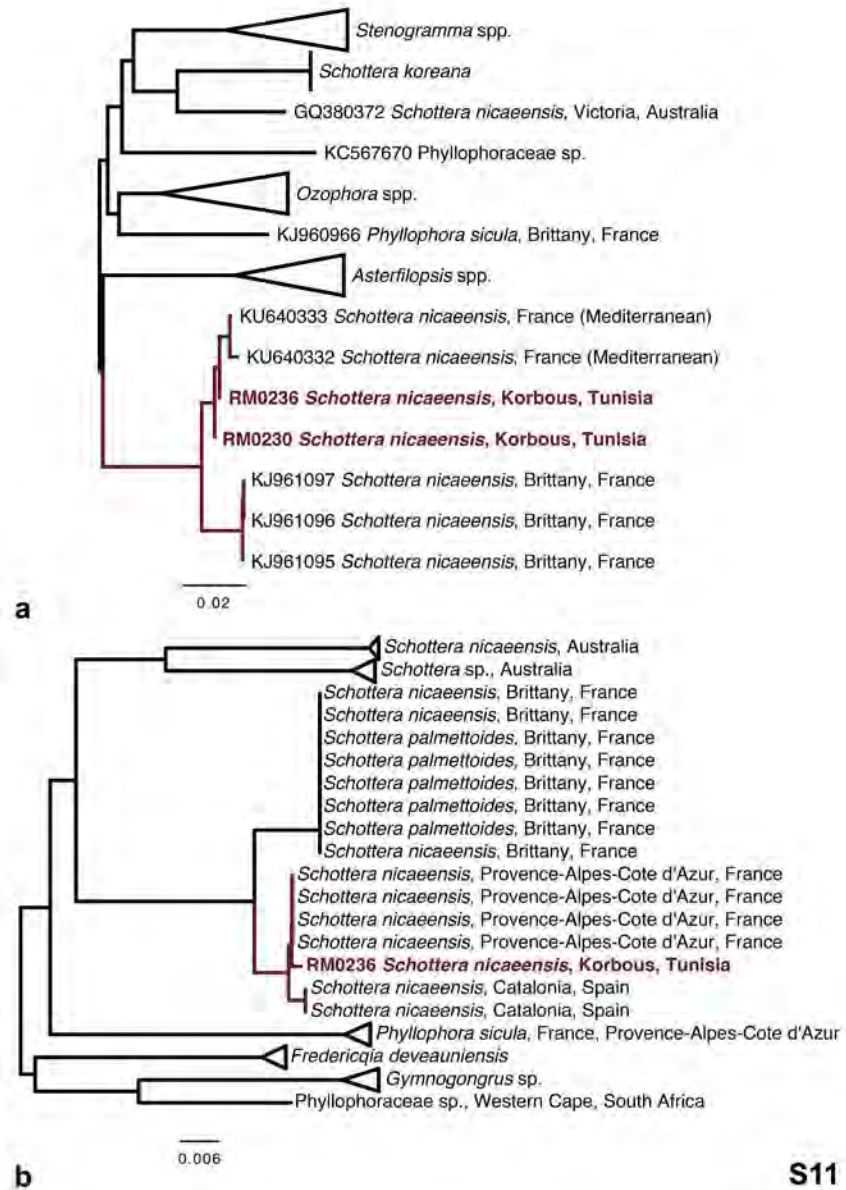 Stenogramma spp.
Schottera koreana
GQ380372 Schottera nicaeensis, Victoria, Australia
KC567670 Phyllophoraceae sp.
Ozophora spp.
KJ960966 Phyllophora sicula, Brittany, France
Asterfilopsis spp.
KU640333 Schottera nicaeensis, France (Mediterranean)
KU640332 Schottera nicaeensis, France (Mediterranean)
RM0236 Schottera nicaeensis, Korbous, Tunisia
RM0230 Schottera nicaeensis, Korbous, Tunisia
KJ961097 Schottera nicaeensis, Brittany, France
KJ961096 Schottera nicaeensis, Brittany, France
KJ961095 Schottera nicaeensis, Brittany, France
0.02
a
Schottera nicaeensis, Australia
Schottera sp., Australia
Schottera nicaeensis, Brittany, France
Schottera nicaeensis, Brittany, France
Schottera palmettoides, Brittany, France
Schottera palmettoides, Brittany, France
Schottera palmettoides, Brittany, France
Schottera palmettoides, Brittany, France
Schottera palmettoides, Brittany, France
Schottera nicaeensis, Brittany, France
Schottera nicaeensis, Provence-Alpes-Cote d'Azur, France
Schottera nicaeensis, Provence-Alpes-Cote d'Azur, France
Schottera nicaeensis, Provence-Alpes-Cote d'Azur, France
Schottera nicaeensis, Provence-Alpes-Cote d'Azur, France
RM0236 Schottera nicaeensis, Korbous, Tunisia
Schottera nicaeensis, Catalonia, Spain
Schottera nicaeensis, Catalonia, Spain
Phyllophora sicula, France, Provence-Alpes-Cote d'Azur
Fredericqia deveauniensis
Gymnogongrus sp.
Phyllophoraceae sp., Western Cape, South Africa
0.006
b
S11